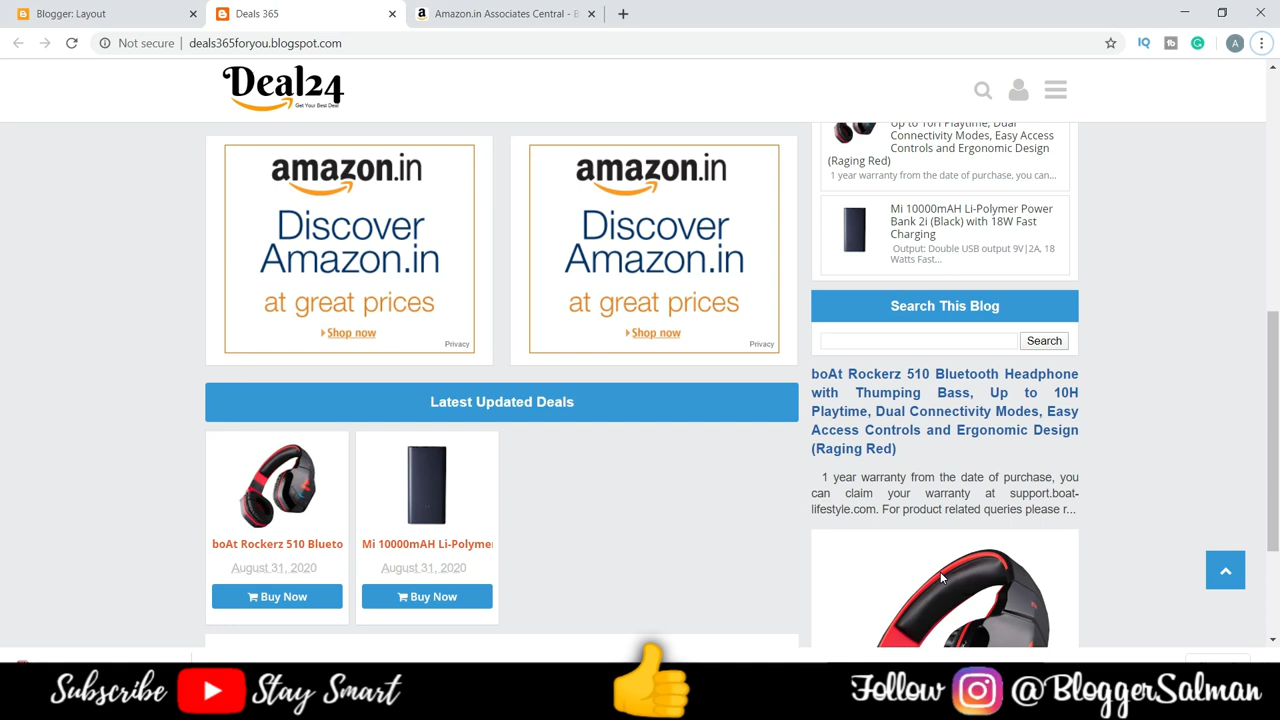 Blogger: Layout
Deals 365
Amazon.in Associates Central - B
Not secure
deals365foryou.blogspot.com
A
Deal24
Get Your Best Deal
amazon.in
Discover
Amazon.in
at great prices
Shop now
Privacy
amazon.in
Discover
Amazon.in
at great prices
Shop now
Privacy
Latest Updated Deals
boAt Rockerz 510 Blueto
August 31, 2020
Buy Now
Mi 10000mAH Li-Polyme
August 31, 2020
Buy Now
Up to 10H Playtime, Dual
Connectivity Modes, Easy Access
Controls and Ergonomic Design
(Raging Red)
1 year warranty from the date of purchase, you can...
Mi 10000mAH Li-Polymer Power
Bank 2i (Black) with 18W Fast
Charging
Output: Double USB output 9V|2A, 18
Watts Fast...
Search This Blog
Search
boAt Rockerz 510 Bluetooth Headphone
with Thumping Bass, Up to 10H
Playtime, Dual Connectivity Modes, Easy
Access Controls and Ergonomic Design
(Raging Red)
1 year warranty from the date of purchase, you
can claim your warranty at support.boat-
lifestyle.com. For product related queries please r...
Subscribe Stay Smart
Follow @BloggerSalman